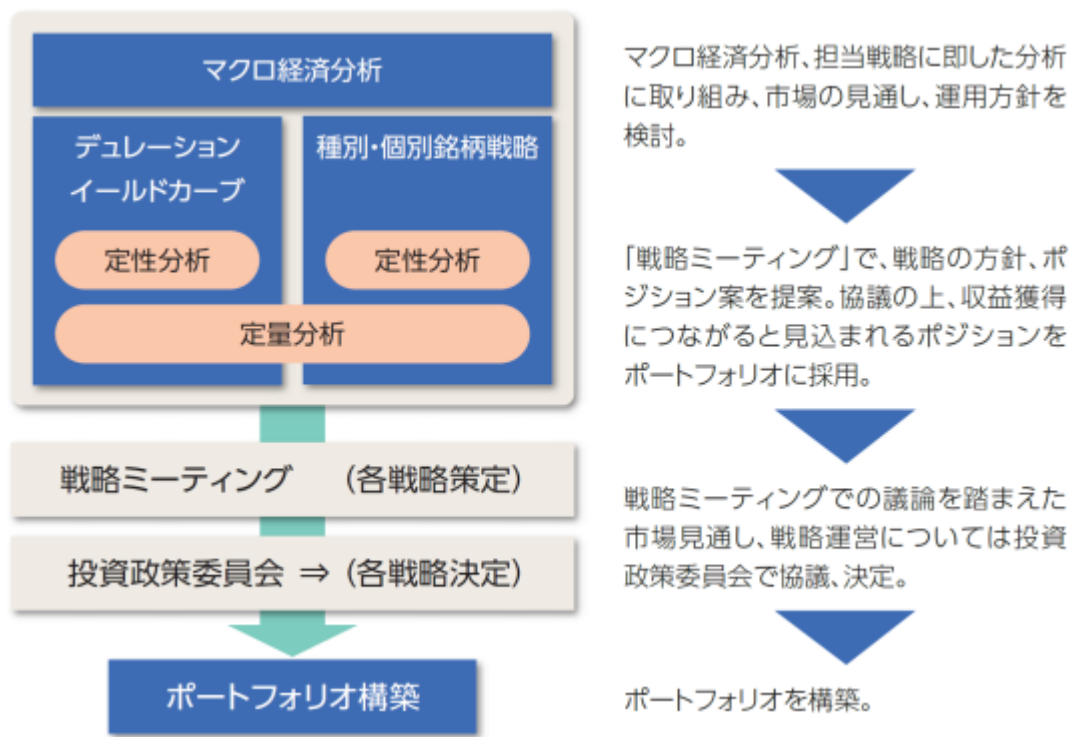 マクロ経済分析
デュレーション
イールドカーブ
種別・個別銘柄戦略
定性分析
定性分析
定量分析
戦略ミーティング (各戦略策定)
投資政策委員会 ⇒ (各戦略決定)
ポートフォリオ構築
マクロ経済分析、担当戦略に即した分析
に取り組み、市場の見通し、運用方針を
検討。
「戦略ミーティング」で、戦略の方針、ポ
ジション案を提案。協議の上、収益獲得
につながると見込まれるポジションを
ポートフォリオに採用。
戦略ミーティングでの議論を踏まえた
市場見通し、戦略運営については投資
政策委員会で協議、決定。
ポートフォリオを構築。